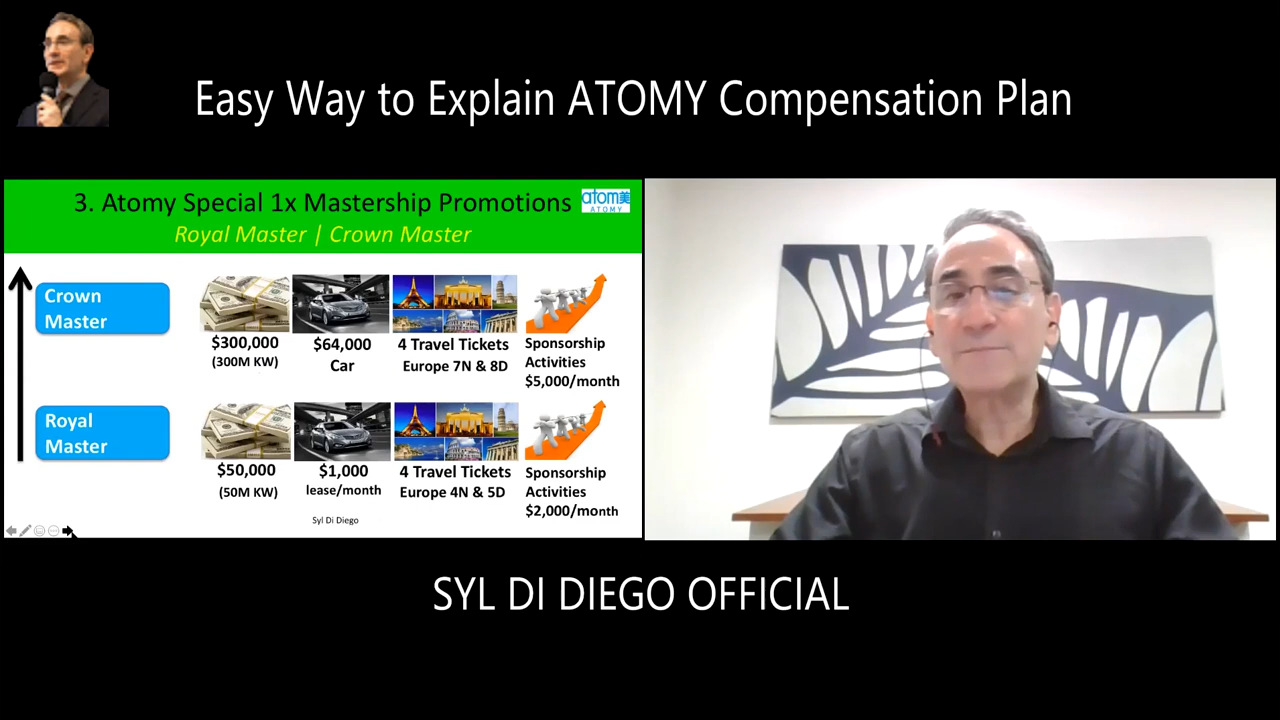 Easy Way to Explain ATOMY Compensation Plan
3. Atomy Special 1x Mastership Promotions
atom美
ATOMY
Royal Master | Crown Master
Crown
Master
$300,000
(300M KW)
$64,000
Car
4 Travel Tickets
Europe 7N & 8D
Sponsorship
Activities
$5,000/month
Royal
Master
$50,000
(50M KW)
$1,000
lease/month
4 Travel Tickets
Europe 4N & 5D
Sponsorship
Activities
$2,000/month
Syl Di Diego
SYL DI DIEGO OFFICIAL